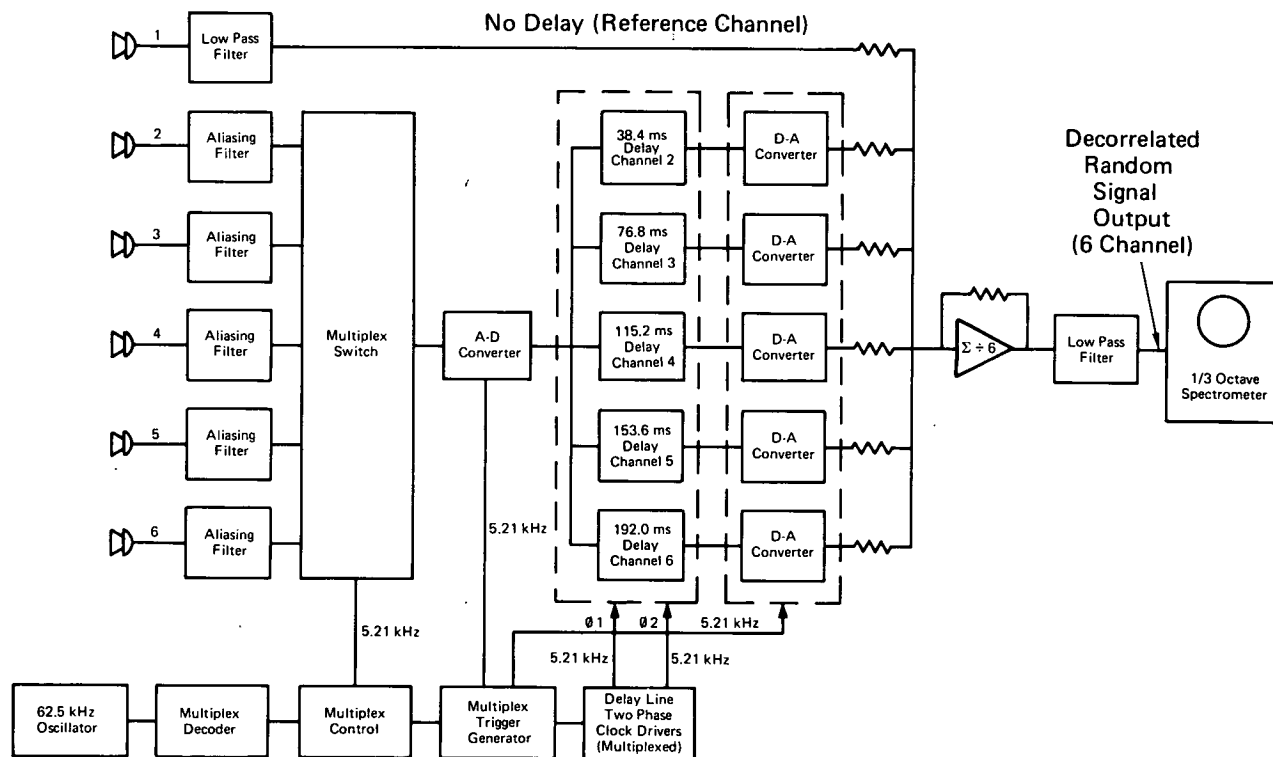 No Delay (Reference Channel)
1
Low Pass
Filter
2
Aliasing
Filter
3
Aliasing
Filter
4
Aliasing
Filter
5
Aliasing
Filter
6
Aliasing
Filter
Multiplex
Switch
A-D
Converter
38.4 ms
Delay
Channel 2
76.8 ms
Delay
Channel 3
115.2 ms
Delay
Channel 4
153.6 ms
Delay
Channel 5
192.0 ms
Delay
Channel 6
D-A
Converter
D-A
Converter
D-A
Converter
D-A
Converter
D-A
Converter
Σ ÷ 6
Low Pass
Filter
Decorrelated
Random
Signal
Output
(6 Channel)
1/3 Octave
Spectrometer
5.21 kHz
5.21 kHz
Ø 1
Ø 2
5.21 kHz
5.21 kHz
5.21 kHz
62.5 kHz
Oscillator
Multiplex
Decoder
Multiplex
Control
Multiplex
Trigger
Generator
Delay Line
Two Phase
Clock Drivers
(Multiplexed)